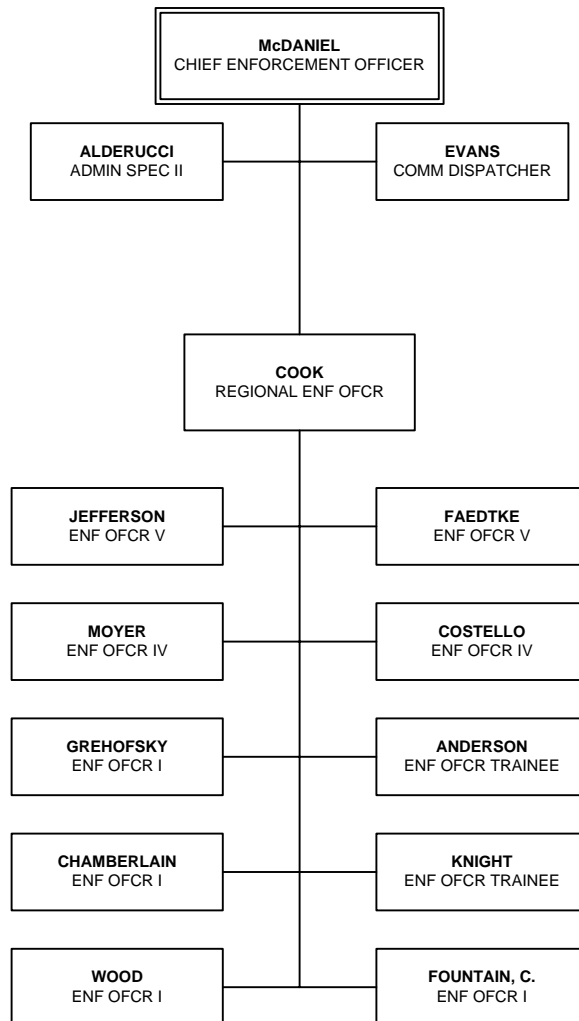 McDANIEL
CHIEF ENFORCEMENT OFFICER
ALDERUCCI
ADMIN SPEC II
EVANS
COMM DISPATCHER
COOK
REGIONAL ENF OFCR
JEFFERSON
ENF OFCR V
FAEDTKE
ENF OFCR V
MOYER
ENF OFCR IV
COSTELLO
ENF OFCR IV
GREHOFSKY
ENF OFCR I
ANDERSON
ENF OFCR TRAINEE
CHAMBERLAIN
ENF OFCR I
KNIGHT
ENF OFCR TRAINEE
WOOD
ENF OFCR I
FOUNTAIN, C.
ENF OFCR I